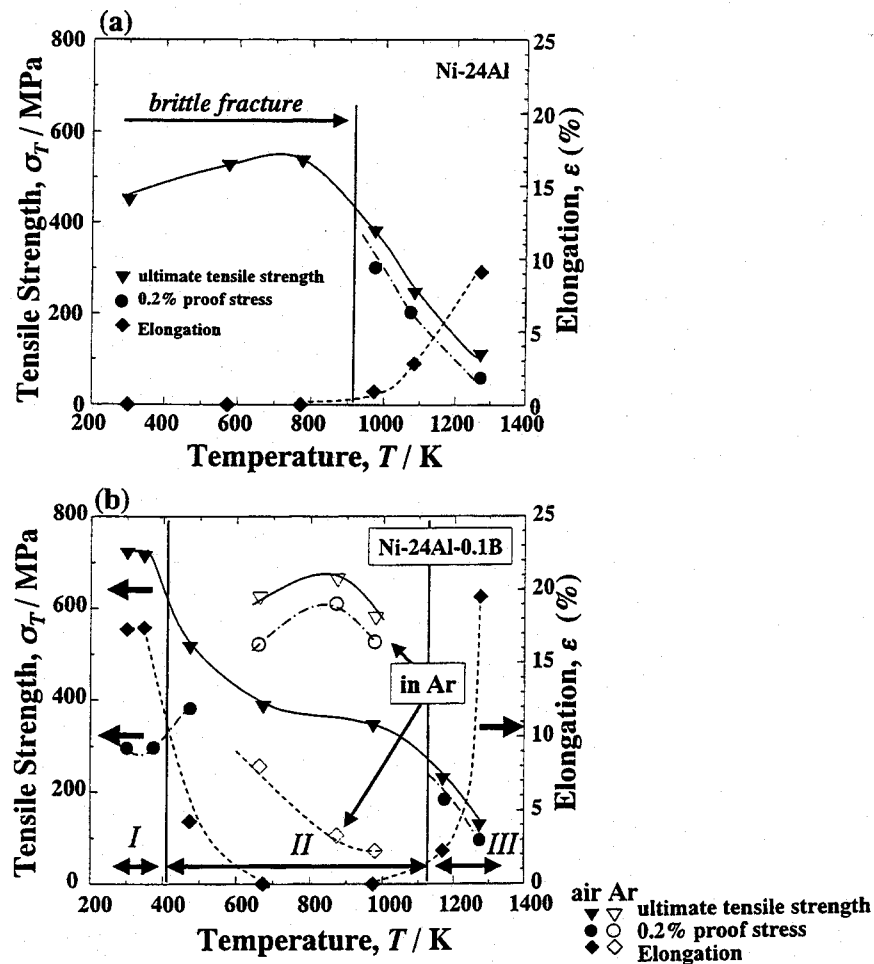 (a)
800
600
400
200
0
Tensile Strength, σT / MPa
Ni-24Al
brittle fracture
ultimate tensile strength
0.2% proof stress
Elongation
25
20
15
10
5
0
Elongation, ε (%)
200 400 600 800 1000 1200 1400
Temperature, T / K
(b)
800
600
400
200
0
Tensile Strength, σT / MPa
Ni-24Al-0.1B
in Ar
I
II
III
25
20
15
10
5
0
Elongation, ε (%)
200 400 600 800 1000 1200 1400
Temperature, T / K
air Ar
ultimate tensile strength
0.2% proof stress
Elongation